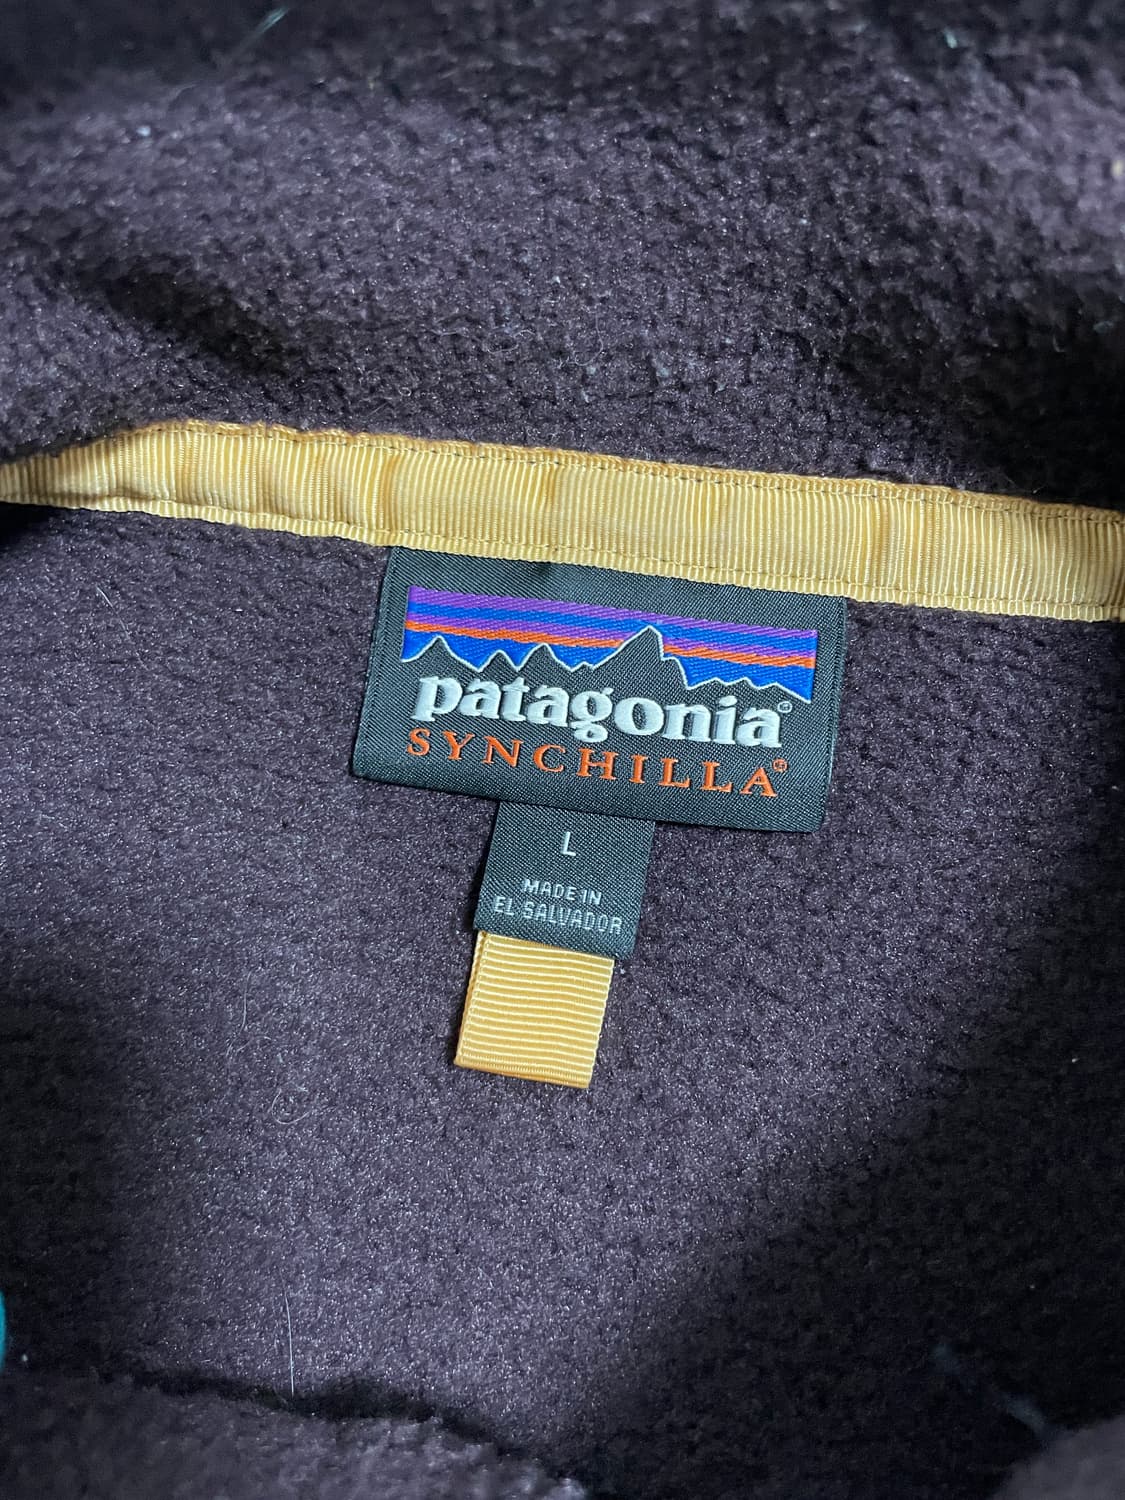 patagonia®
SYNCHILLA®
L
MADE IN
EL SALVADOR